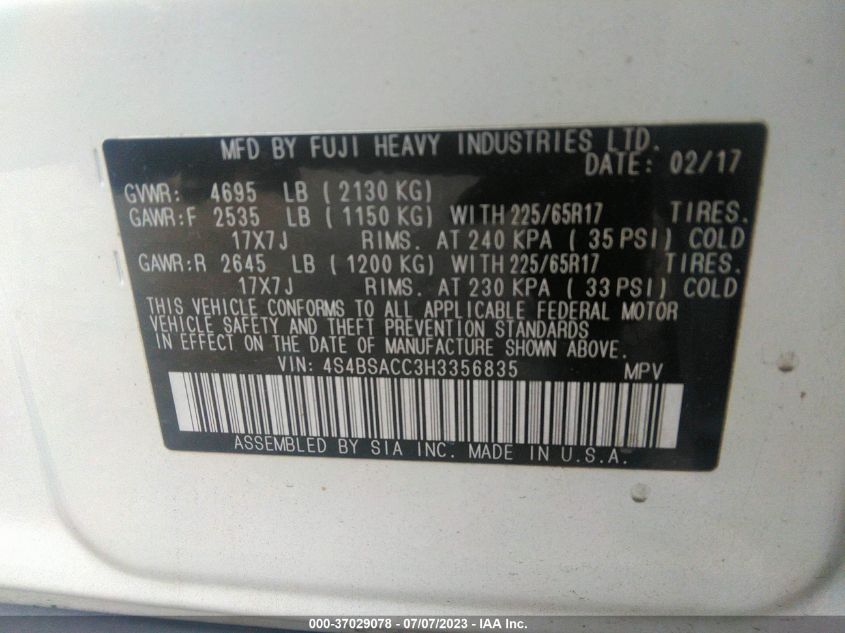 MFD BY FUJI HEAVY INDUSTRIES LTD.
DATE: 02/17
GVWR: 4695 LB ( 2130 KG)
GAWR:F 2535 LB ( 1150 KG) WITH 225/65R17 TIRES.
17X7J RIMS. AT 240 KPA ( 35 PSI) COLD
GAWR:R 2645 LB ( 1200 KG) WITH 225/65R17 TIRES.
17X7J RIMS. AT 230 KPA ( 33 PSI) COLD
THIS VEHICLE CONFORMS TO ALL APPLICABLE FEDERAL MOTOR
VEHICLE SAFETY AND THEFT PREVENTION STANDARDS
IN EFFECT ON THE DATE OF MANUFACTURE SHOWN ABOVE.
VIN: 4S4BSACC3H3356835 MPV
ASSEMBLED BY SIA INC. MADE IN U.S.A.
000-37029078 - 07/07/2023 - IAA Inc.